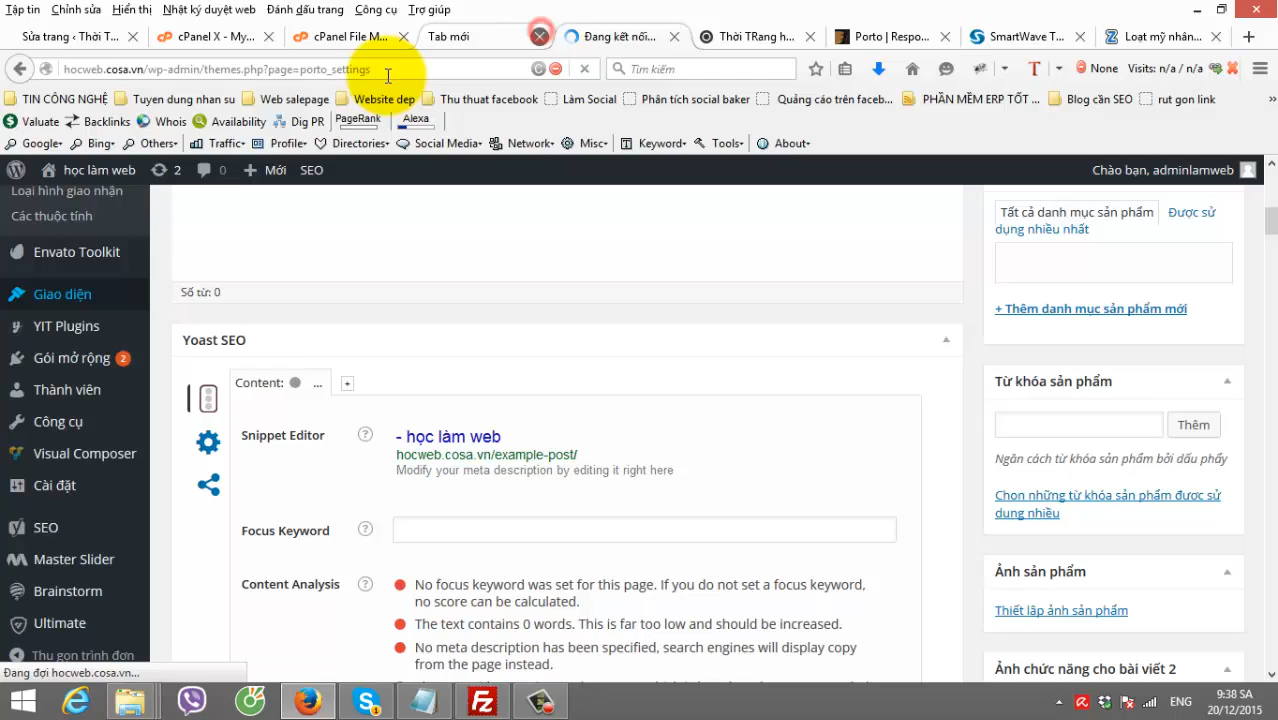 Tập tin Chỉnh sửa Hiển thị Nhật ký duyệt web Đánh dấu trang Công cụ Trợ giúp
Sửa trang ‹ Thời T... cPanel X - My... cPanel File M... Tab mới Đang kết nối... Thời TRang h... Porto | Respo... SmartWave T... Loạt mỹ nhân...
hocweb.cosa.vn/wp-admin/themes.php?page=porto_settings Tìm kiếm None Visits: n/a / n/a
TIN CÔNG NGHỆ Tuyen dung nhan su Web salepage Website dep Thu thuat facebook Làm Social Phân tích social baker Quảng cáo trên faceb... PHẦN MỀM ERP TỐT ... Blog căn SEO rut gon link
Valuate Backlinks Whois Availability Dig PR PageRank Alexa
Google Bing Others Traffic Profile Directories Social Media Network Misc Keyword Tools About
học làm web 2 0 Mới SEO Chào bạn, adminlamweb
Loại hình giao nhận
Các thuộc tính
Envato Toolkit
Giao diện
YIT Plugins
Gói mở rộng 2
Thành viên
Công cụ
Visual Composer
Cài đặt
SEO
Master Slider
Brainstorm
Ultimate
Thu gọn trình đơn
Số từ: 0
Yoast SEO
Content: ... +
Snippet Editor ?
- học làm web
hocweb.cosa.vn/example-post/
Modify your meta description by editing it right here
Focus Keyword ?
Content Analysis ?
No focus keyword was set for this page. If you do not set a focus keyword,
no score can be calculated.
The text contains 0 words. This is far too low and should be increased.
No meta description has been specified, search engines will display copy
from the page instead.
Tất cả danh mục sản phẩm Được sử
dụng nhiều nhất
+ Thêm danh mục sản phẩm mới
Từ khóa sản phẩm
Thêm
Ngăn cách từ khóa sản phẩm bởi dấu phẩy
Chọn những từ khóa sản phẩm được sử
dụng nhiều
Ảnh sản phẩm
Thiết lập ảnh sản phẩm
Ảnh chức năng cho bài viết 2
Đang đợi hocweb.cosa.vn...
ENG
9:38 SA
20/12/2015